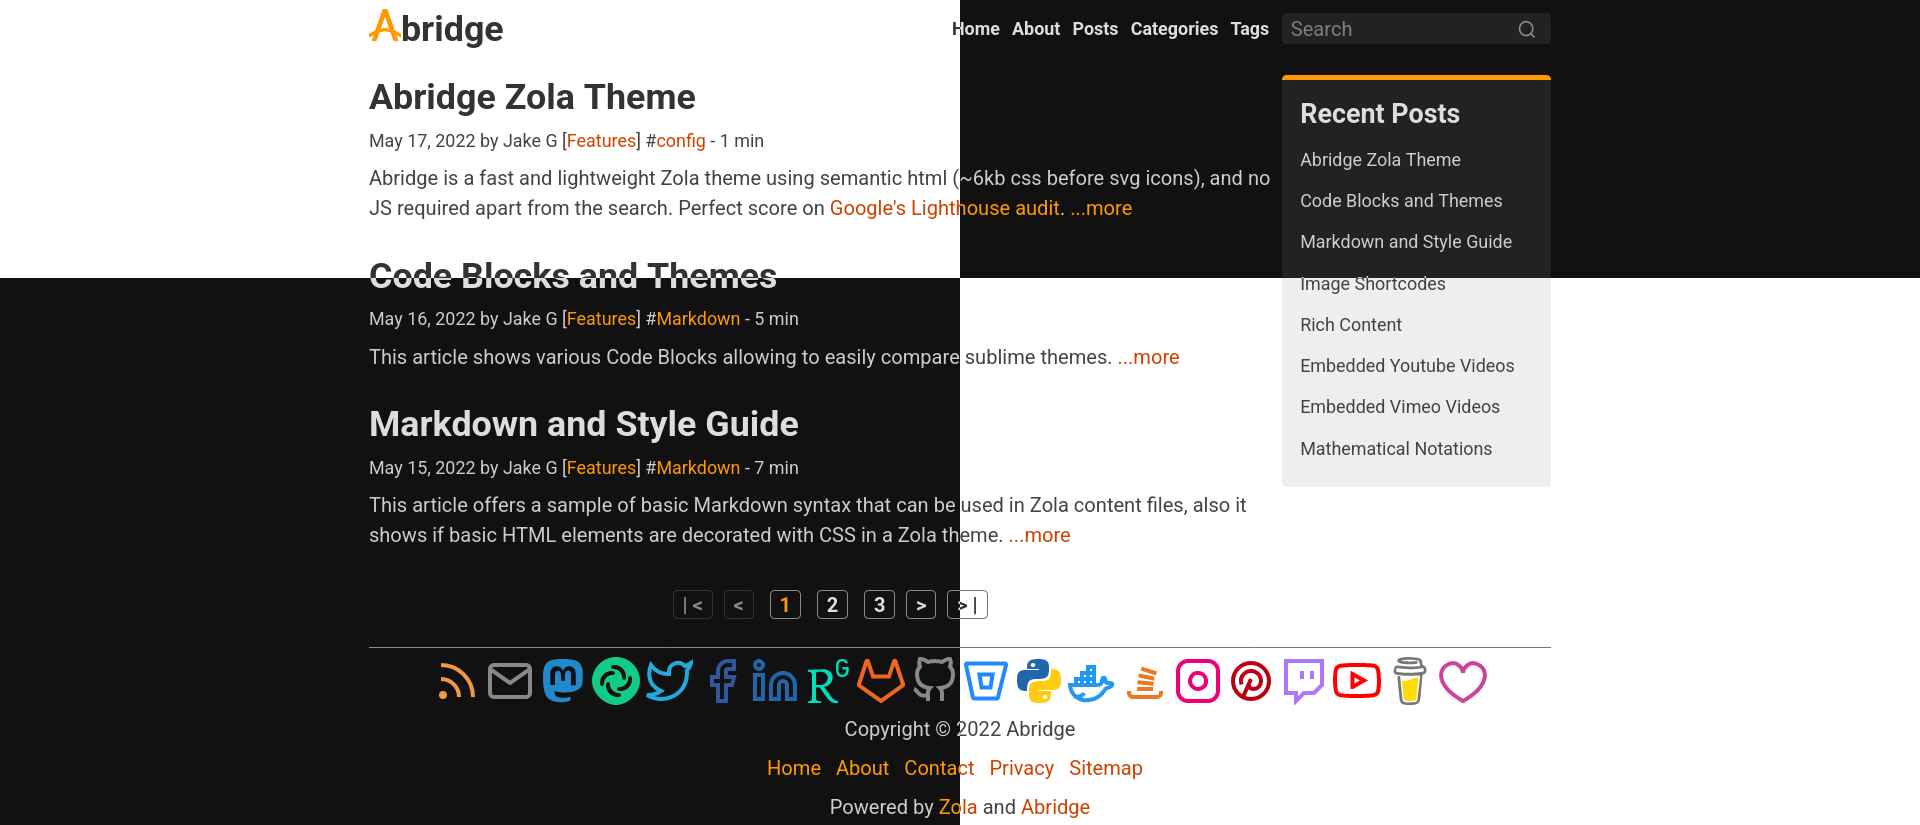 Abridge
Home About Posts Categories Tags Search
Abridge Zola Theme
May 17, 2022 by Jake G [Features] #config - 1 min
Abridge is a fast and lightweight Zola theme using semantic html (~6kb css before svg icons), and no
JS required apart from the search. Perfect score on Google's Lighthouse audit. ...more
Code Blocks and Themes
May 16, 2022 by Jake G [Features] #Markdown - 5 min
This article shows various Code Blocks allowing to easily compare sublime themes. ...more
Markdown and Style Guide
May 15, 2022 by Jake G [Features] #Markdown - 7 min
This article offers a sample of basic Markdown syntax that can be used in Zola content files, also it
shows if basic HTML elements are decorated with CSS in a Zola theme. ...more
|< < 1 2 3 > >|
Recent Posts
Abridge Zola Theme
Code Blocks and Themes
Markdown and Style Guide
Image Shortcodes
Rich Content
Embedded Youtube Videos
Embedded Vimeo Videos
Mathematical Notations
in RG
Copyright © 2022 Abridge
Home About Contact Privacy Sitemap
Powered by Zola and Abridge